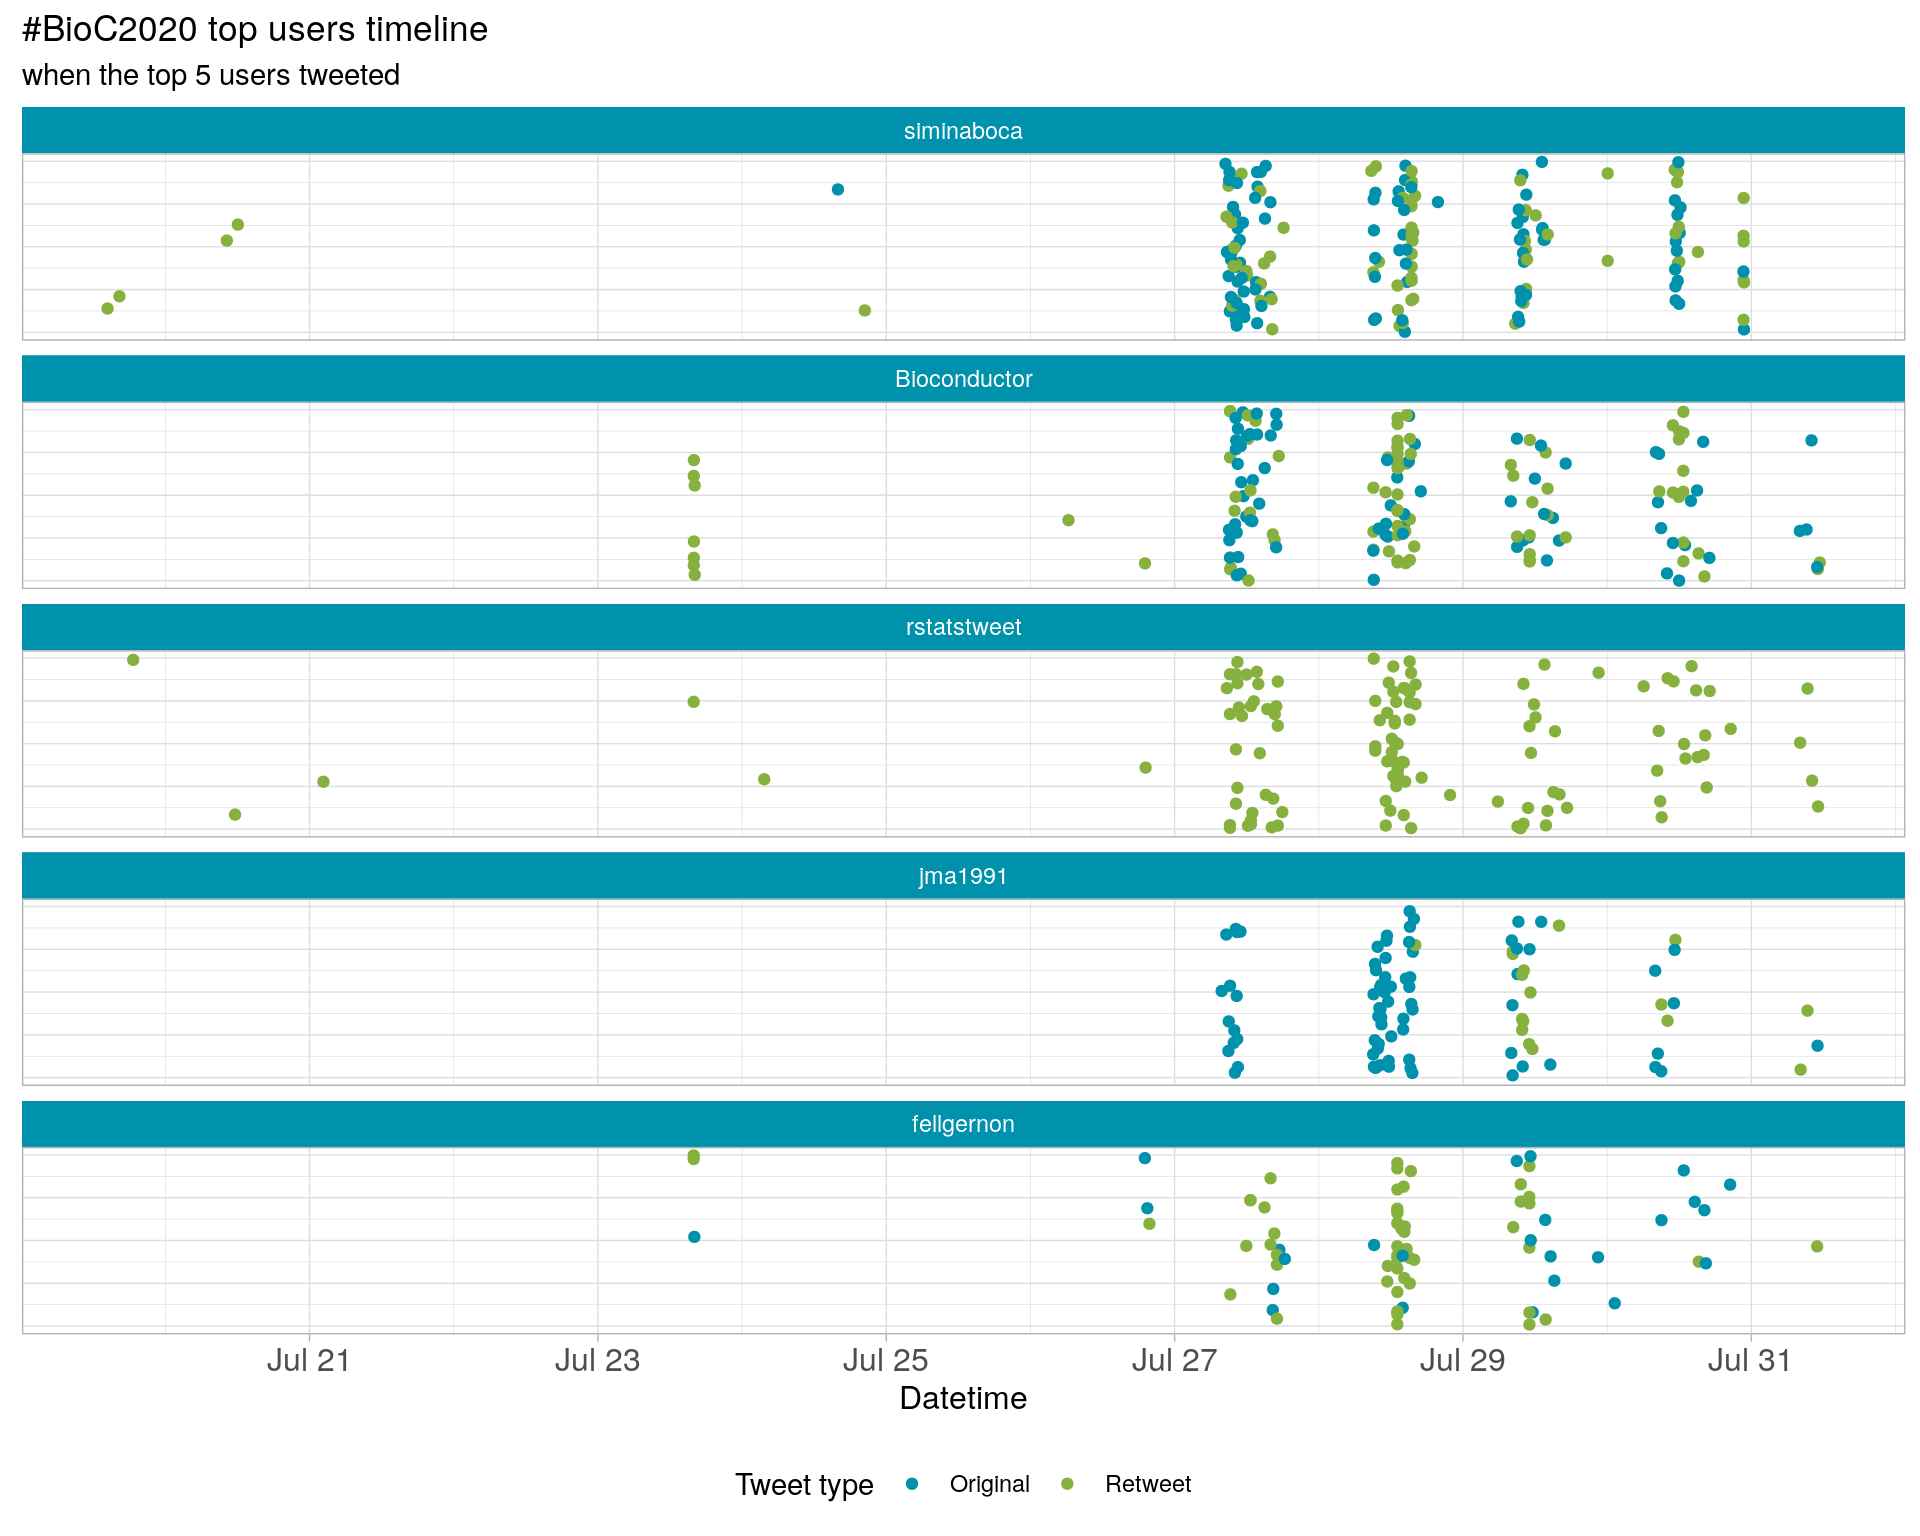 #BioC2020 top users timeline
when the top 5 users tweeted
siminaboca
Bioconductor
rstatstweet
jma1991
fellgernon
Jul 21 Jul 23 Jul 25 Jul 27 Jul 29 Jul 31
Datetime
Tweet type Original Retweet